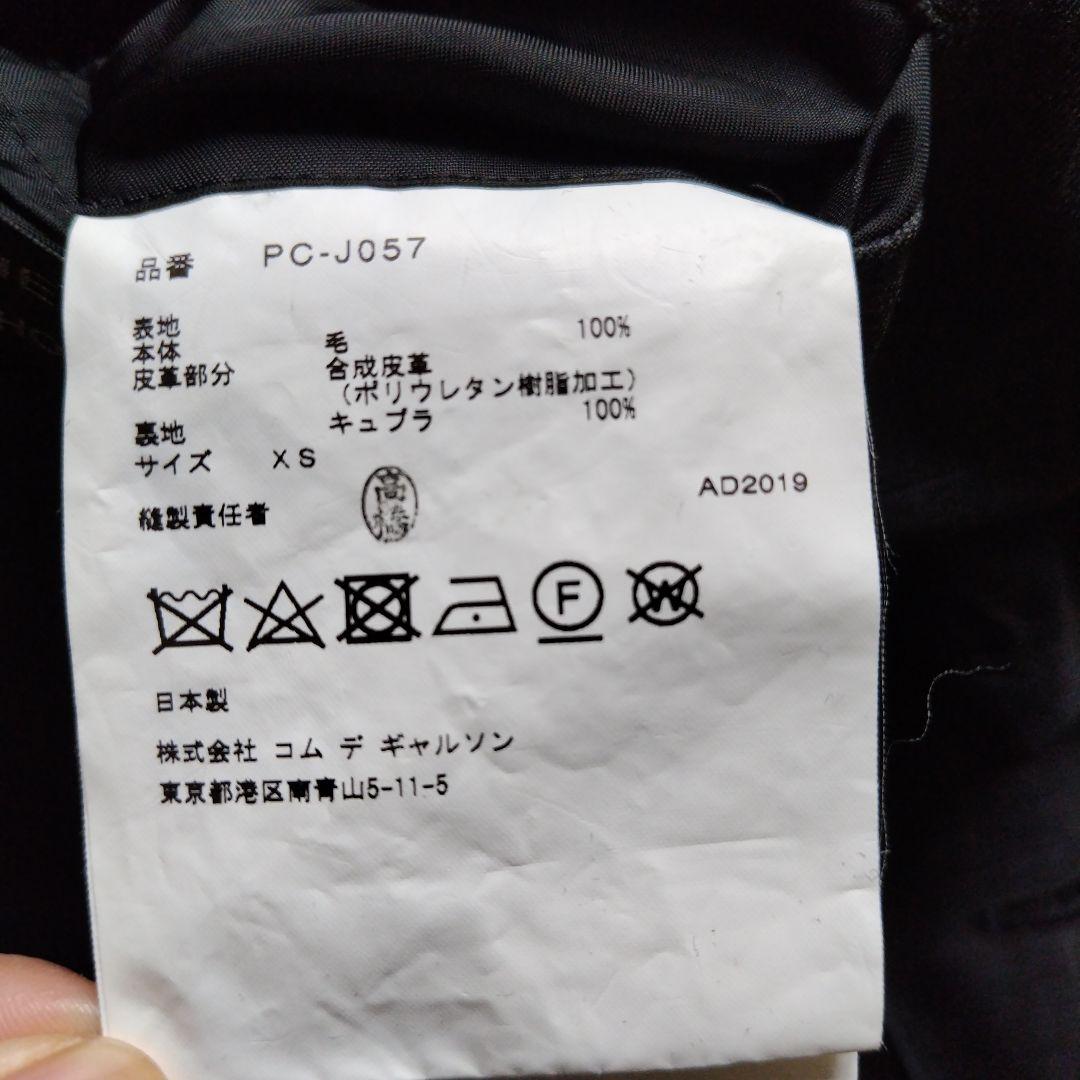 品番 PC-J057
表地
本体 毛 100%
皮革部分 合成皮革
(ポリウレタン樹脂加工)
裏地 キュプラ 100%
サイズ XS
AD2019
縫製責任者 高橋
F W
日本製
株式会社 コム デ ギャルソン
東京都港区南青山5-11-5